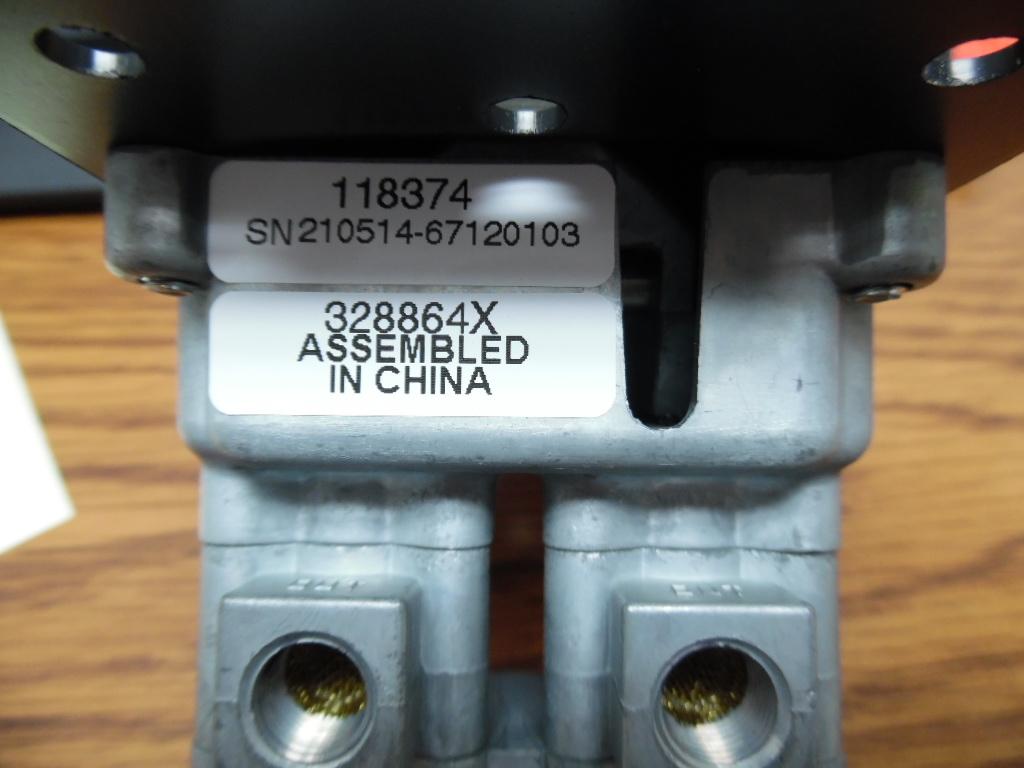 118374
SN210514-67120103
328864X
ASSEMBLED
IN CHINA